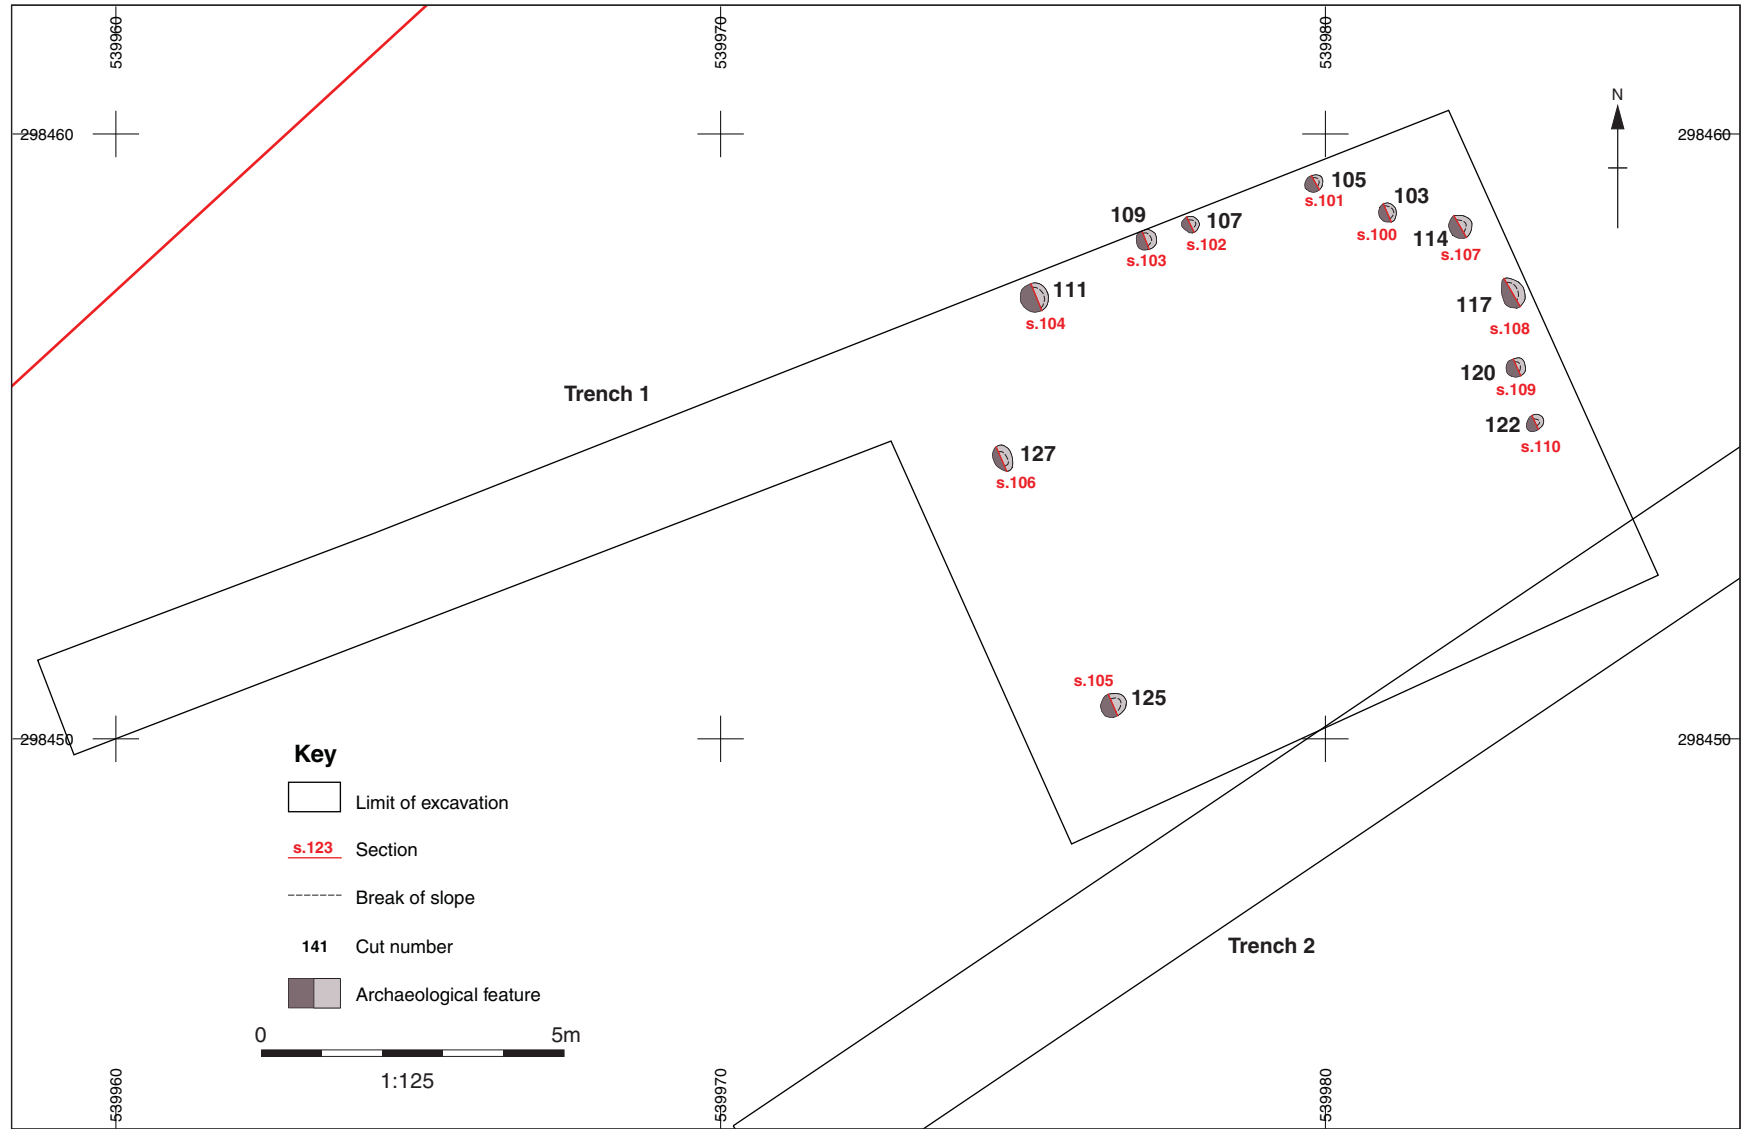 539960
539970
539980
N
298460
298460
105
s.101
103
s.100
109
107
s.102
s.103
114
s.107
111
s.104
117
s.108
120
s.109
Trench 1
122
s.110
127
s.106
s.105
125
298450
298450
Key
Limit of excavation
s.123 Section
Break of slope
141 Cut number
Archaeological feature
Trench 2
0 5m
1:125
539960
539970
539980